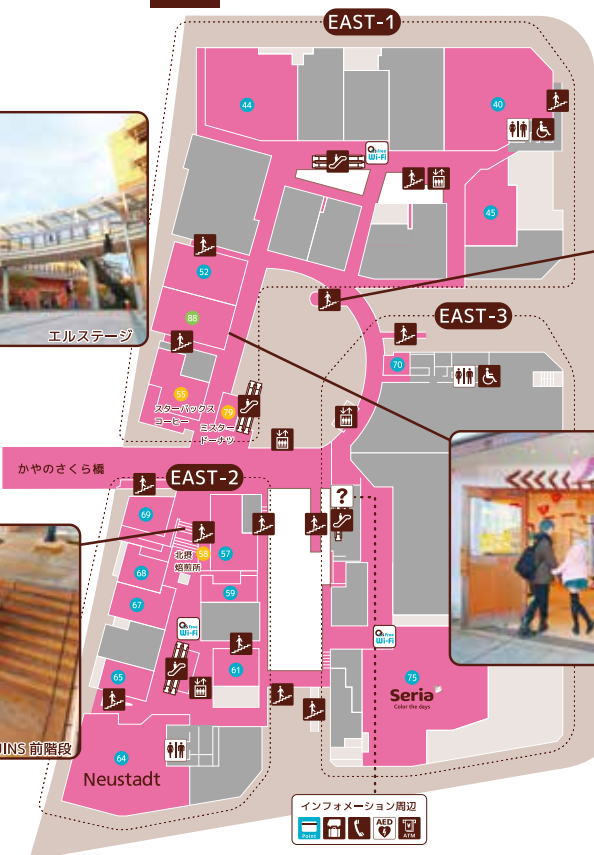 EAST-1
44
40
Q's free
Wi-Fi
45
52
エルステージ
88
EAST-3
70
55
スターバックス
コーヒー
79
ミスター
ドーナツ
かやのさくら橋
EAST-2
?
69
北摂
焙煎所
58
57
68
59
67
Q's free
Wi-Fi
Q's free
Wi-Fi
61
65
75
Seria
Color the days
JINS 前階段
64
Neustadt
インフォメーション周辺
Point
AED
ATM